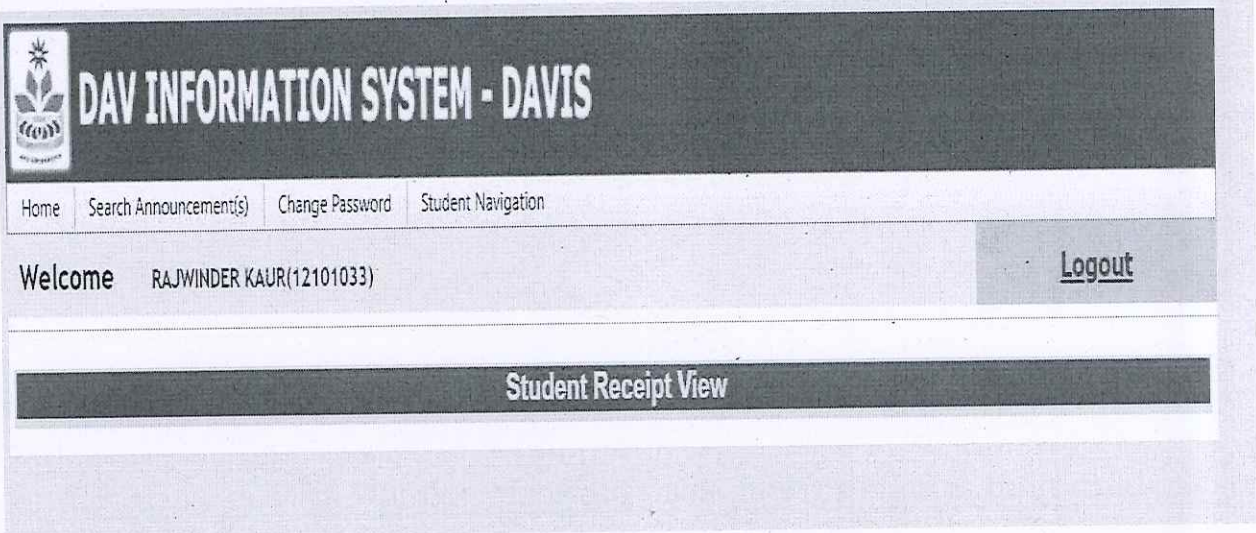 DAV INFORMATION SYSTEM - DAVIS
Home Search Announcement(s) Change Password Student Navigation
Welcome RAJWINDER KAUR(12101033)
Logout
Student Receipt View